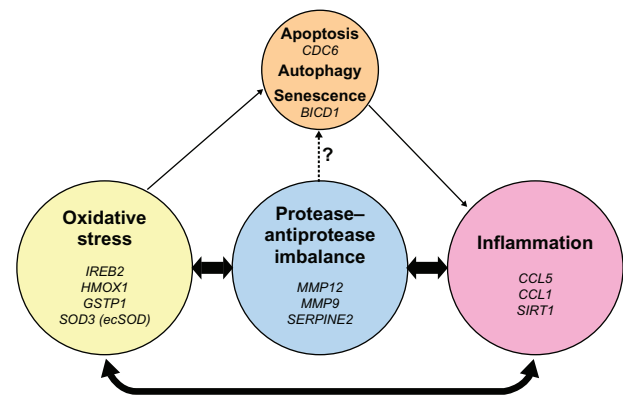 Apoptosis
CDC6
Autophagy
Senescence
BICD1
?
Oxidative
stress
IREB2
HMOX1
GSTP1
SOD3 (ecSOD)
Protease–
antiprotease
imbalance
MMP12
MMP9
SERPINE2
Inflammation
CCL5
CCL1
SIRT1